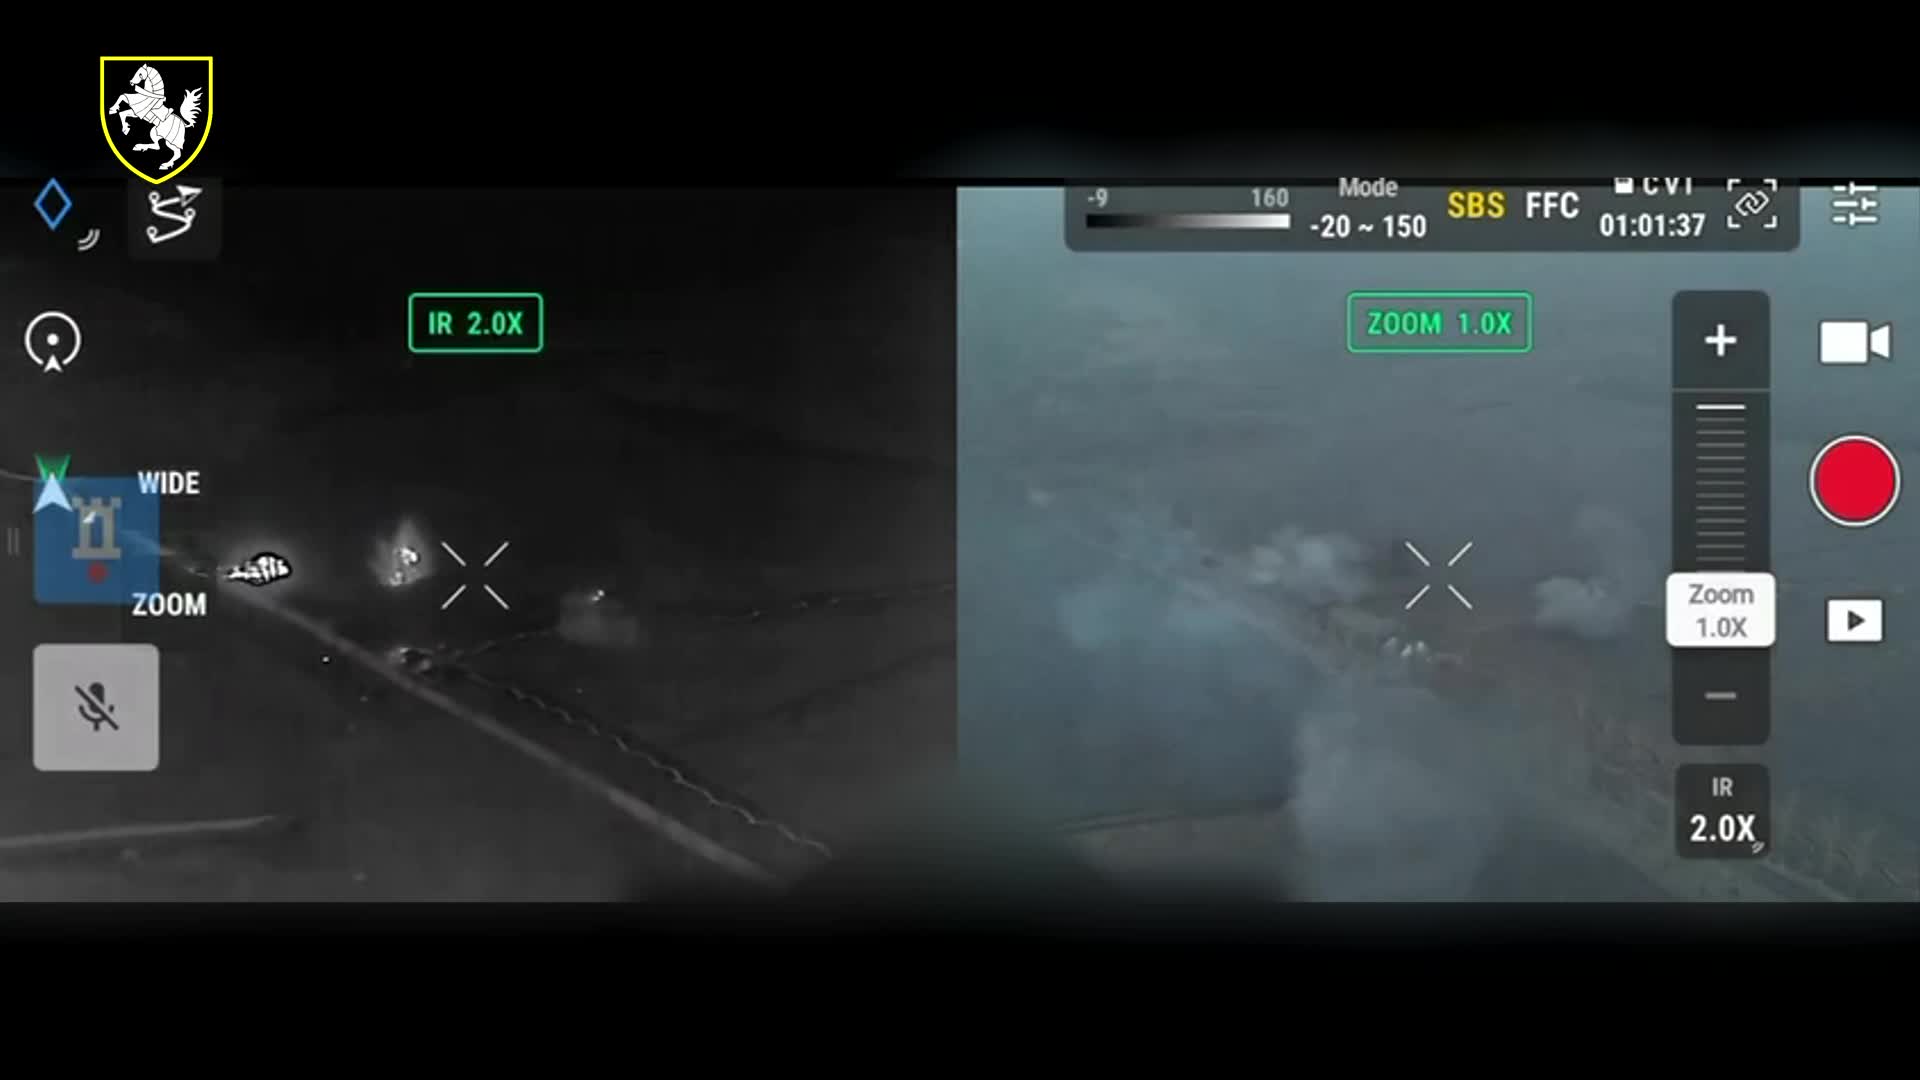 -9 160
Mode
-20 ~ 150
SBS
FFC
01:01:37
IR 2.0X
ZOOM 1.0X
WIDE
ZOOM
Zoom
1.0X
IR
2.0X